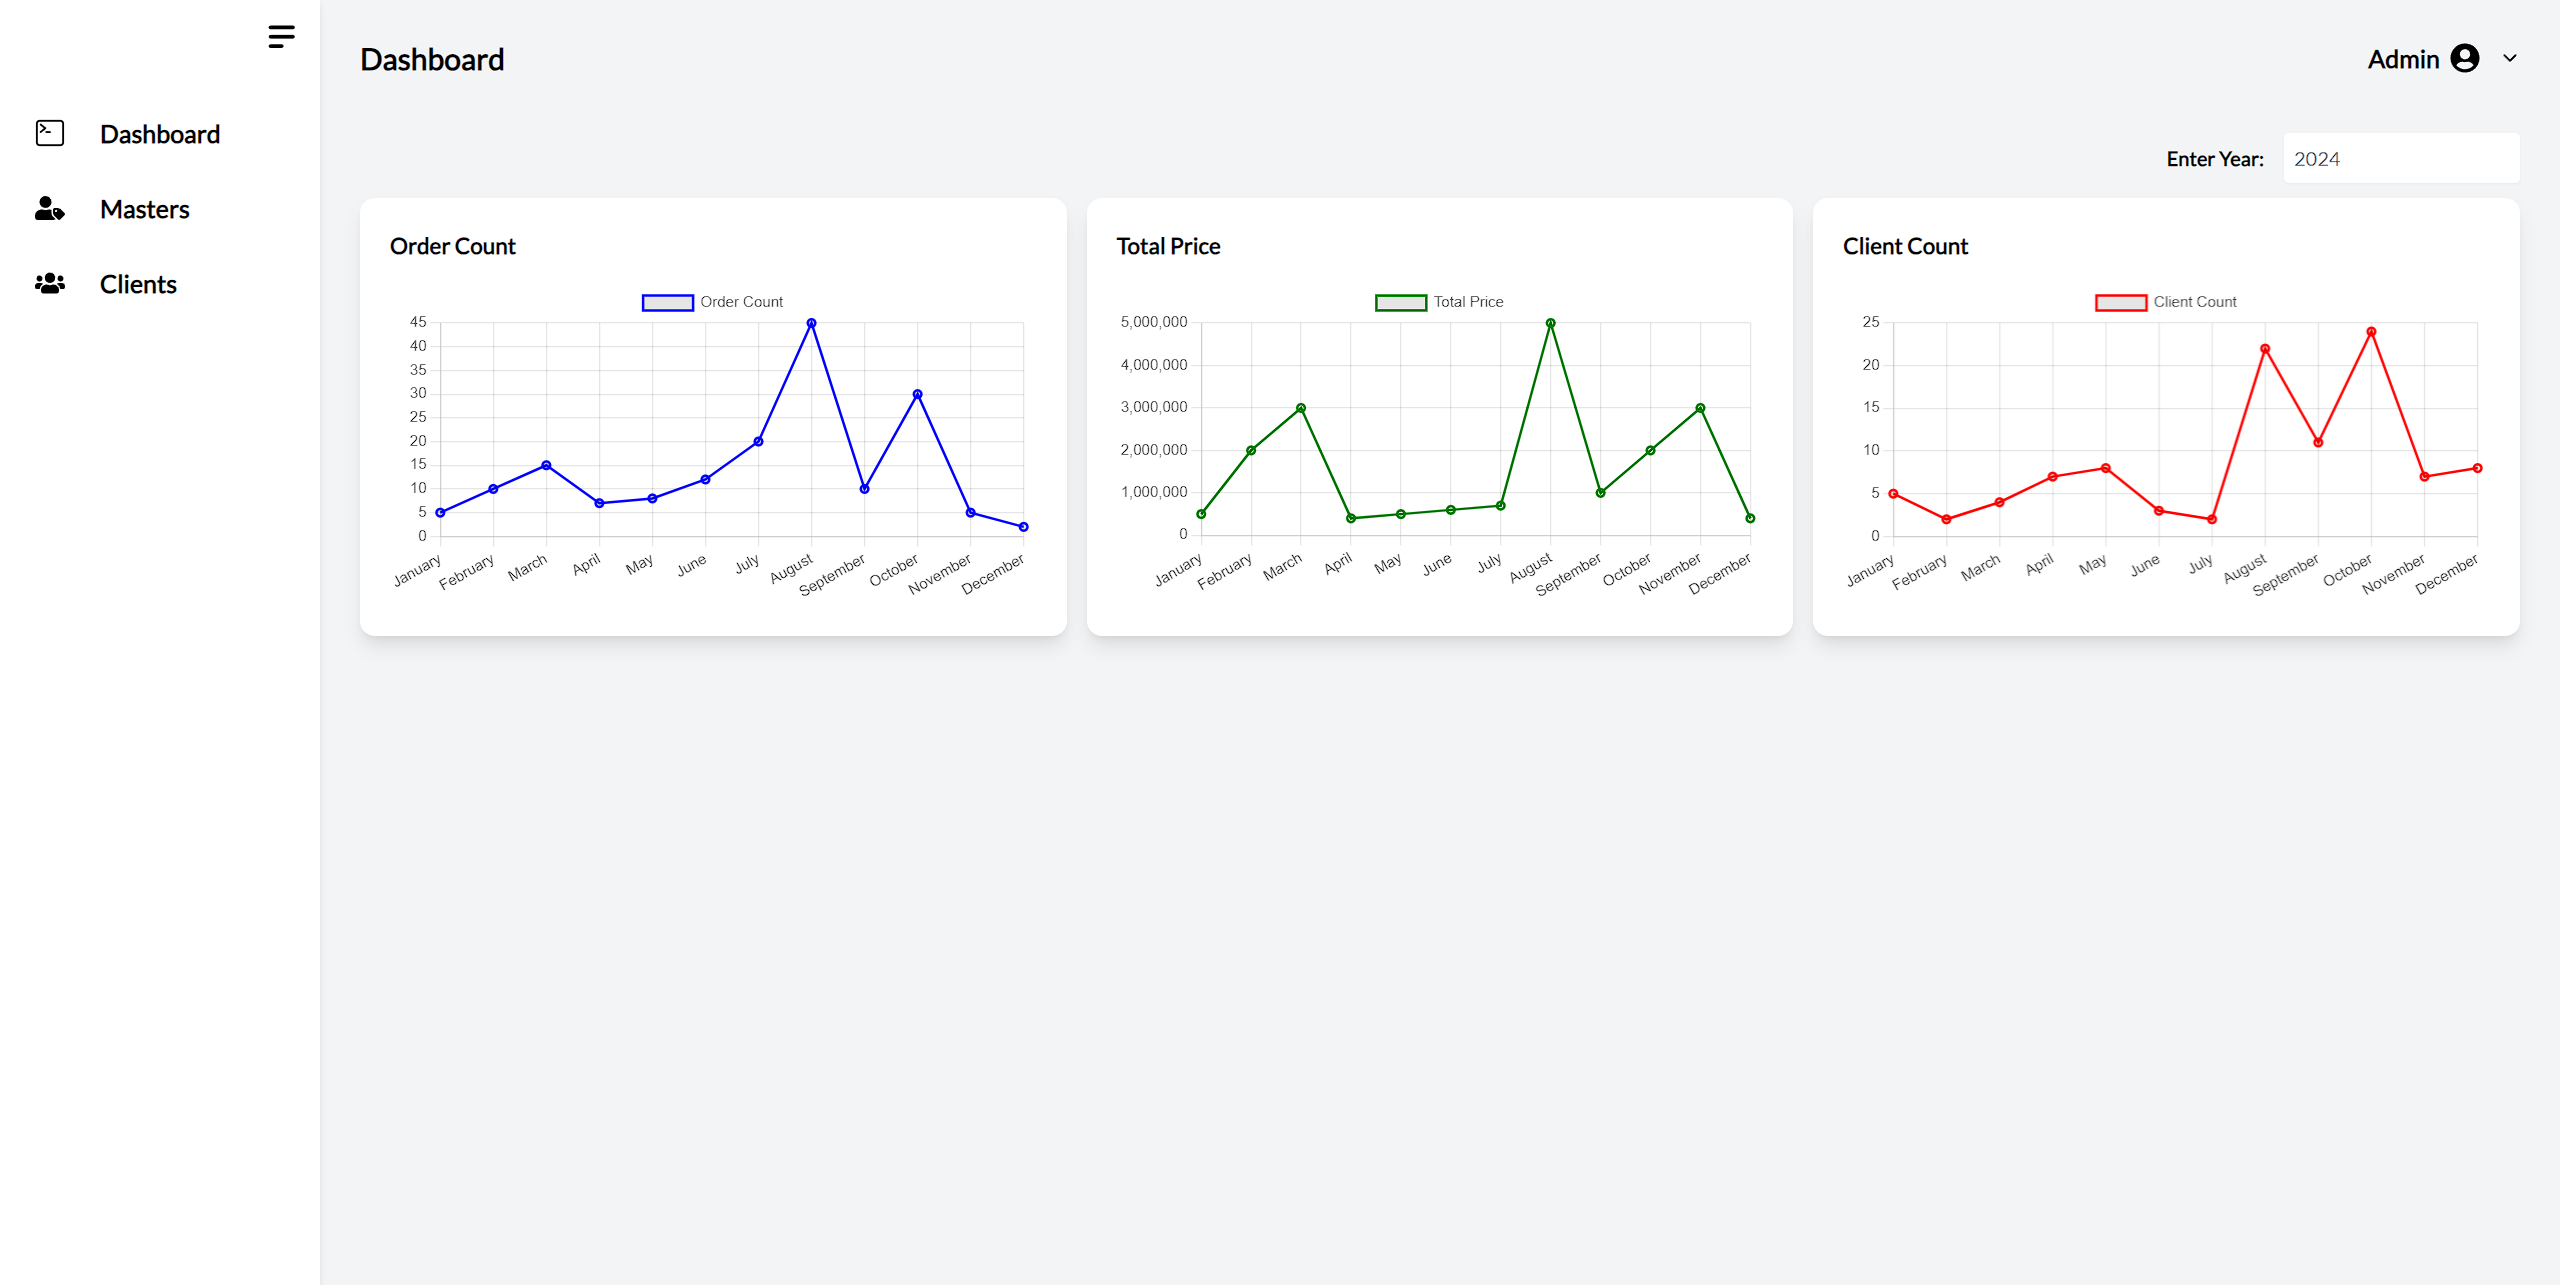 Dashboard
Masters
Clients
Dashboard
Admin
Enter Year: 2024
Order Count
Order Count
45
40
35
30
25
20
15
10
5
0
January February March April May June July August September October November December
Total Price
Total Price
5,000,000
4,000,000
3,000,000
2,000,000
1,000,000
0
January February March April May June July August September October November December
Client Count
Client Count
25
20
15
10
5
0
January February March April May June July August September October November December